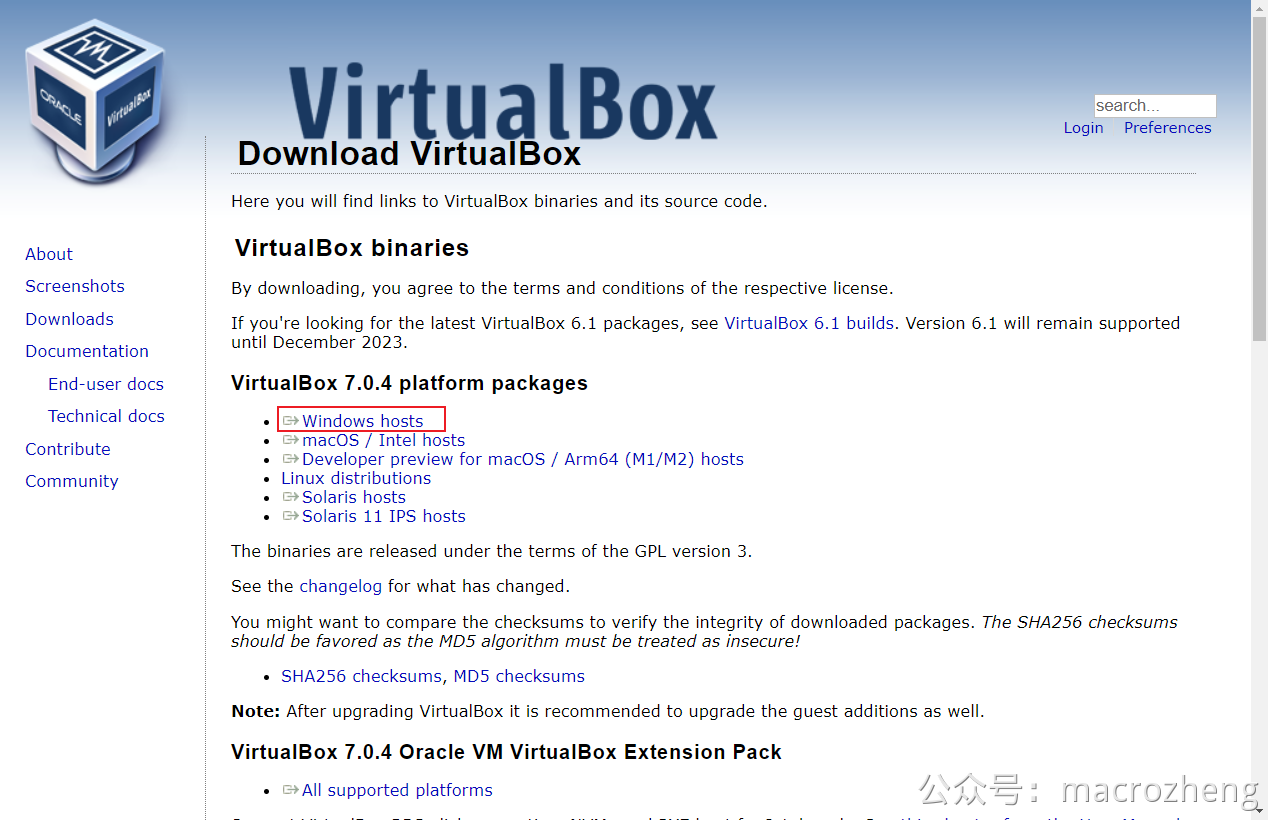 ORACLE
VirtualBox
VirtualBox
search...
Login Preferences
Download VirtualBox
Here you will find links to VirtualBox binaries and its source code.
About
Screenshots
Downloads
Documentation
End-user docs
Technical docs
Contribute
Community
VirtualBox binaries
By downloading, you agree to the terms and conditions of the respective license.
If you're looking for the latest VirtualBox 6.1 packages, see VirtualBox 6.1 builds. Version 6.1 will remain supported
until December 2023.
VirtualBox 7.0.4 platform packages
Windows hosts
macOS / Intel hosts
Developer preview for macOS / Arm64 (M1/M2) hosts
Linux distributions
Solaris hosts
Solaris 11 IPS hosts
The binaries are released under the terms of the GPL version 3.
See the changelog for what has changed.
You might want to compare the checksums to verify the integrity of downloaded packages. The SHA256 checksums
should be favored as the MD5 algorithm must be treated as insecure!
SHA256 checksums, MD5 checksums
Note: After upgrading VirtualBox it is recommended to upgrade the guest additions as well.
VirtualBox 7.0.4 Oracle VM VirtualBox Extension Pack
All supported platforms
公众号：macrozheng